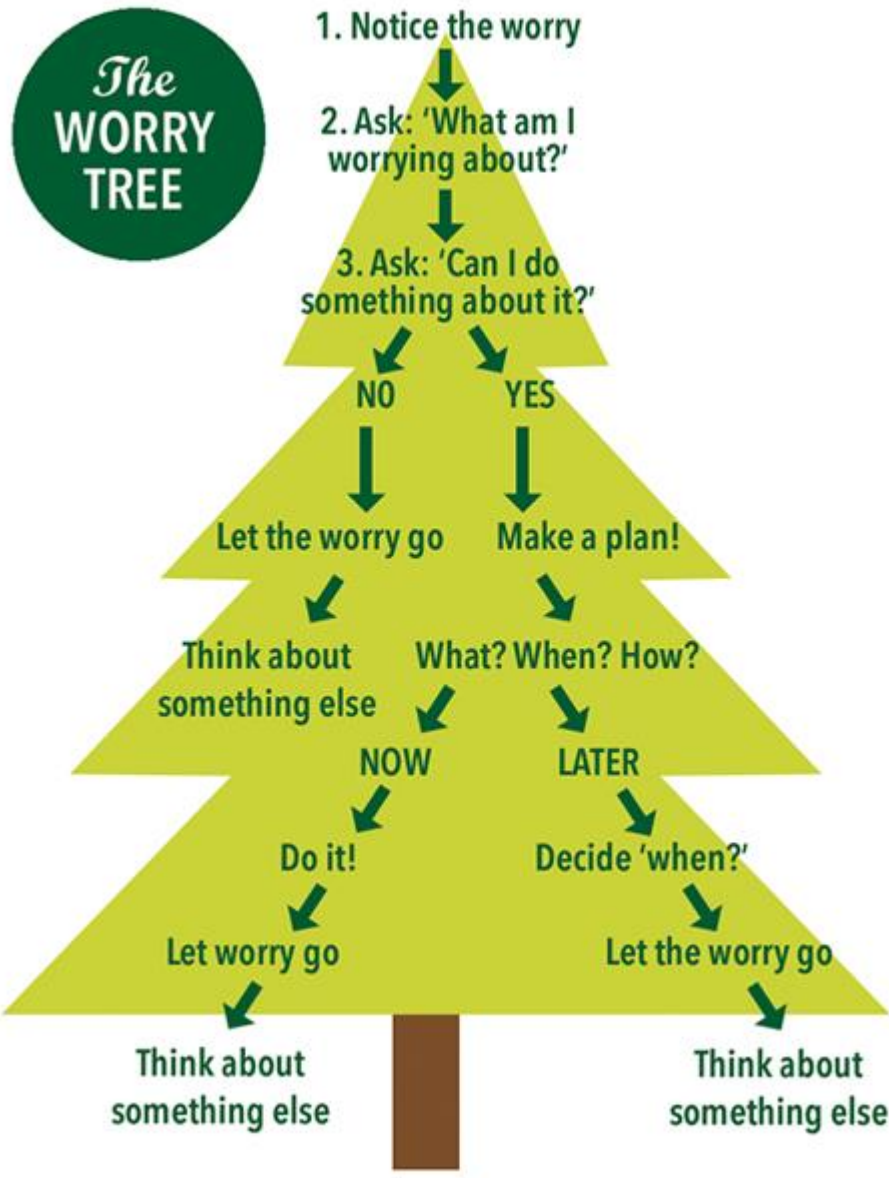 The
WORRY
TREE
1. Notice the worry
2. Ask: ‘What am I
worrying about?’
3. Ask: ‘Can I do
something about it?’
NO
YES
Let the worry go
Make a plan!
Think about
something else
What? When? How?
NOW
LATER
Do it!
Decide ‘when?’
Let worry go
Let the worry go
Think about
something else
Think about
something else